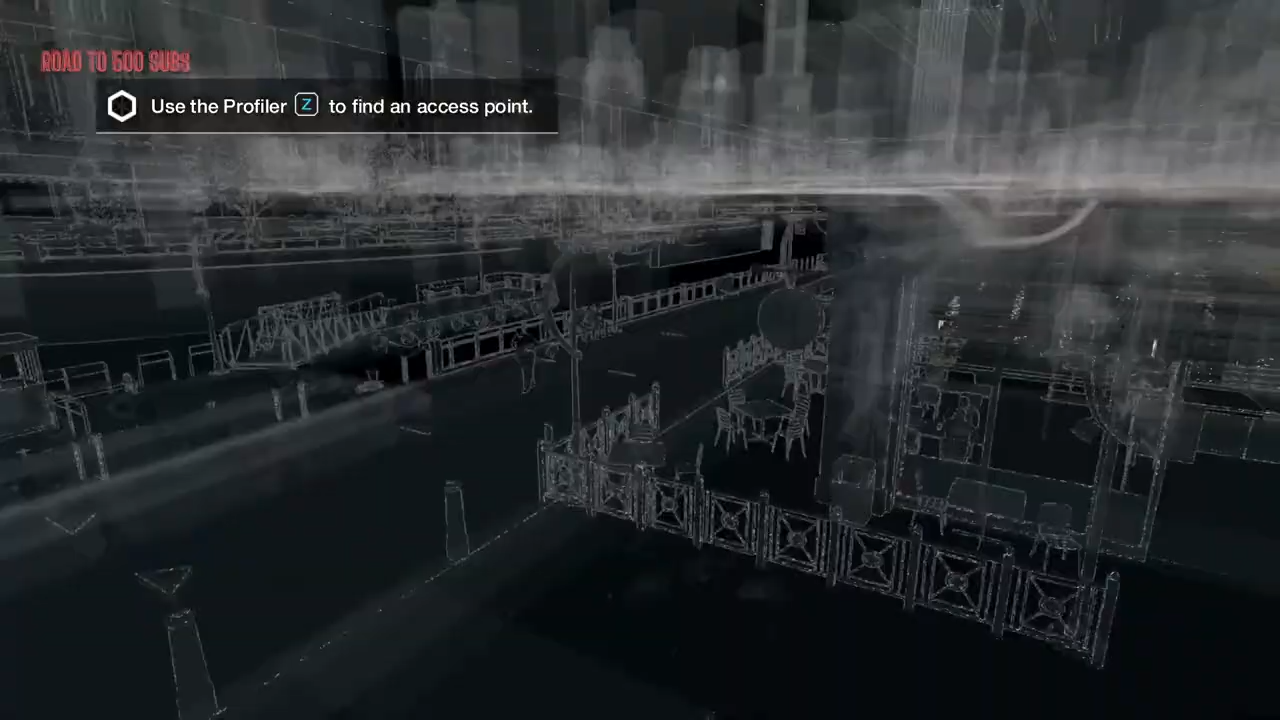 ROAD TO 500 SUBS
Use the Profiler Z to find an access point.